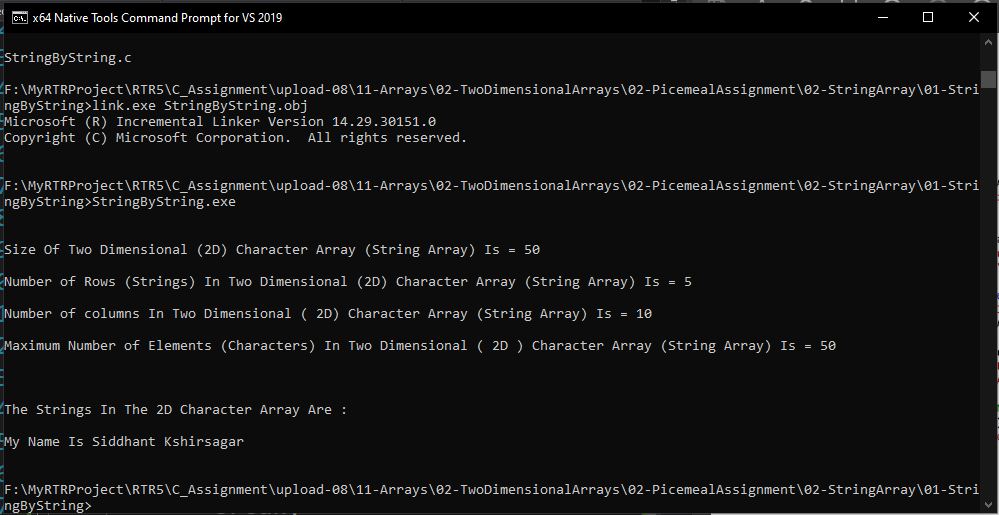 x64 Native Tools Command Prompt for VS 2019
StringByString.c
F:\MyRTRProject\RTR5\C_Assignment\upload-08\11-Arrays\02-TwoDimensionalArrays\02-PicemealAssignment\02-StringArray\01-Stri
ngByString>link.exe StringByString.obj
Microsoft (R) Incremental Linker Version 14.29.30151.0
Copyright (C) Microsoft Corporation.  All rights reserved.
F:\MyRTRProject\RTR5\C_Assignment\upload-08\11-Arrays\02-TwoDimensionalArrays\02-PicemealAssignment\02-StringArray\01-Stri
ngByString>StringByString.exe
Size Of Two Dimensional (2D) Character Array (String Array) Is = 50
Number of Rows (Strings) In Two Dimensional (2D) Character Array (String Array) Is = 5
Number of columns In Two Dimensional ( 2D) Character Array (String Array) Is = 10
Maximum Number of Elements (Characters) In Two Dimensional ( 2D ) Character Array (String Array) Is = 50
The Strings In The 2D Character Array Are :
My Name Is Siddhant Kshirsagar
F:\MyRTRProject\RTR5\C_Assignment\upload-08\11-Arrays\02-TwoDimensionalArrays\02-PicemealAssignment\02-StringArray\01-Stri
ngByString>